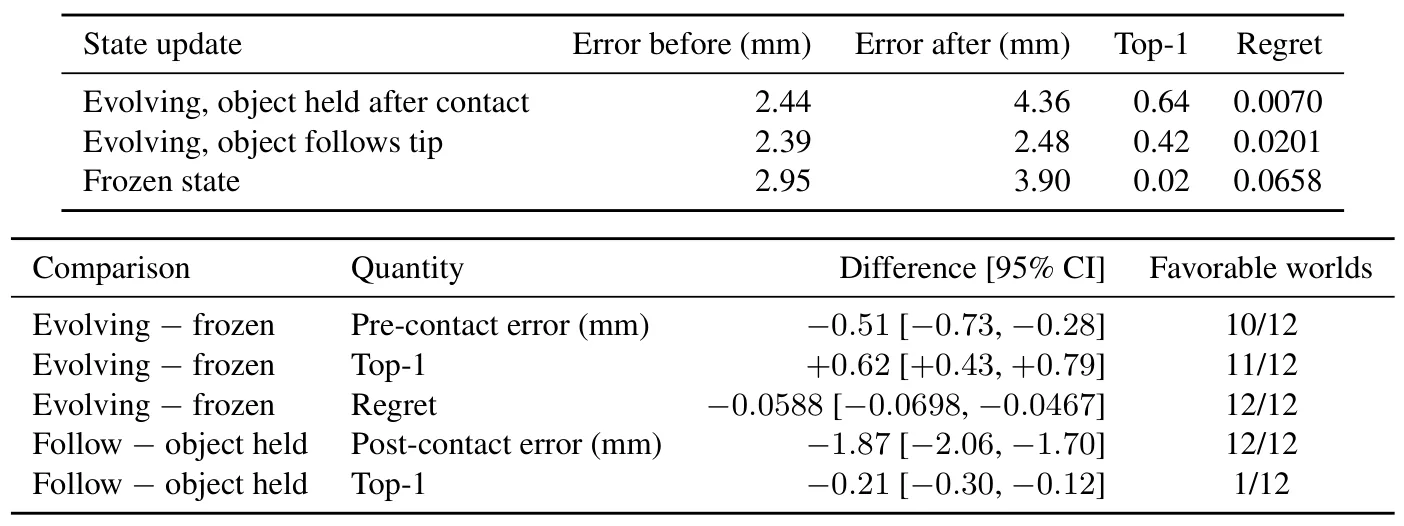 State update Error before (mm) Error after (mm) Top-1 Regret
Evolving, object held after contact 2.44 4.36 0.64 0.0070
Evolving, object follows tip 2.39 2.48 0.42 0.0201
Frozen state 2.95 3.90 0.02 0.0658
Comparison Quantity Difference [95% CI] Favorable worlds
Evolving − frozen Pre-contact error (mm) −0.51 [−0.73, −0.28] 10/12
Evolving − frozen Top-1 +0.62 [+0.43, +0.79] 11/12
Evolving − frozen Regret −0.0588 [−0.0698, −0.0467] 12/12
Follow − object held Post-contact error (mm) −1.87 [−2.06, −1.70] 12/12
Follow − object held Top-1 −0.21 [−0.30, −0.12] 1/12